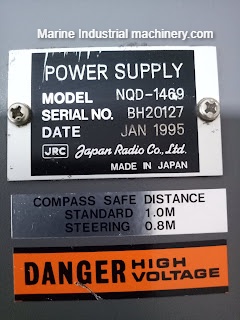 Marine Industrial machinery.com
POWER SUPPLY
MODEL NQD-1469
SERIAL NO. BH20127
DATE JAN 1995
JRC Japan Radio Co., Ltd.
MADE IN JAPAN
COMPASS SAFE DISTANCE
STANDARD 1.0M
STEERING 0.8M
DANGER HIGH VOLTAGE